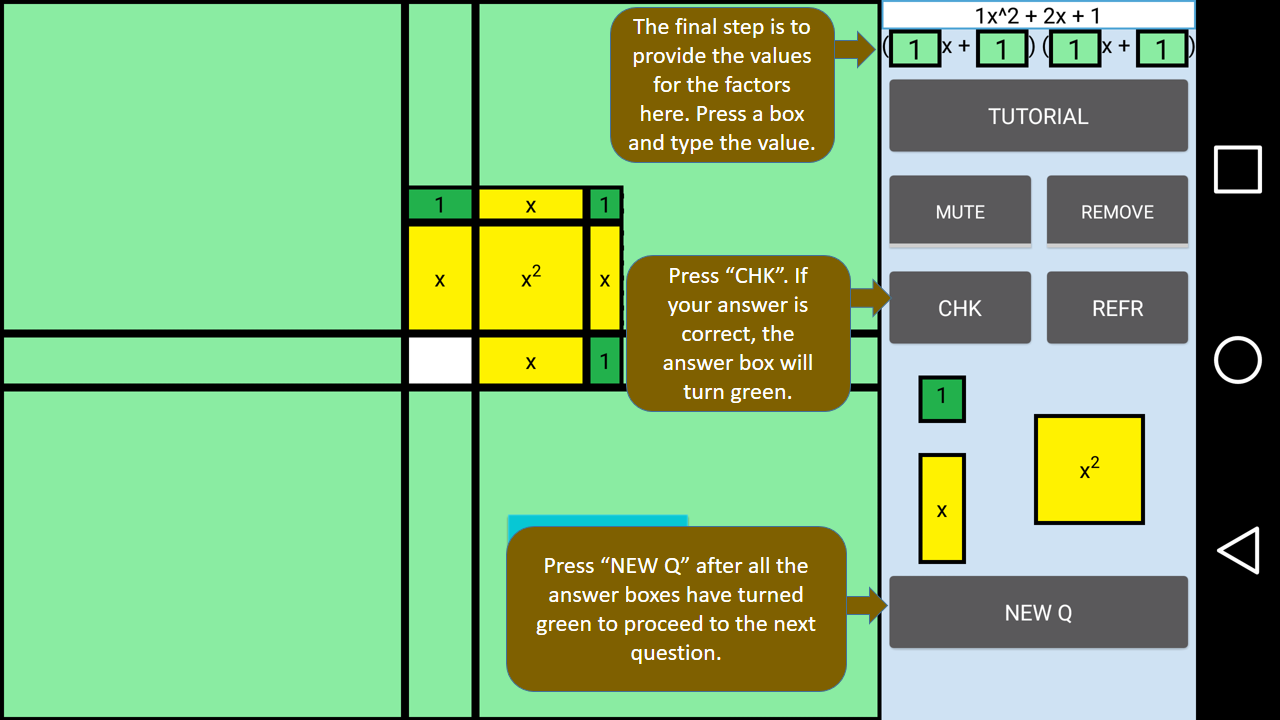 The final step is to
provide the values
for the factors
here. Press a box
and type the value.
1x^2 + 2x + 1
( 1 x + 1 ) ( 1 x + 1 )
TUTORIAL
MUTE REMOVE
1 x 1
x x² x
x 1
Press “CHK”. If
your answer is
correct, the
answer box will
turn green.
CHK REFR
1
x
x²
Press “NEW Q” after all the
answer boxes have turned
green to proceed to the next
question.
NEW Q